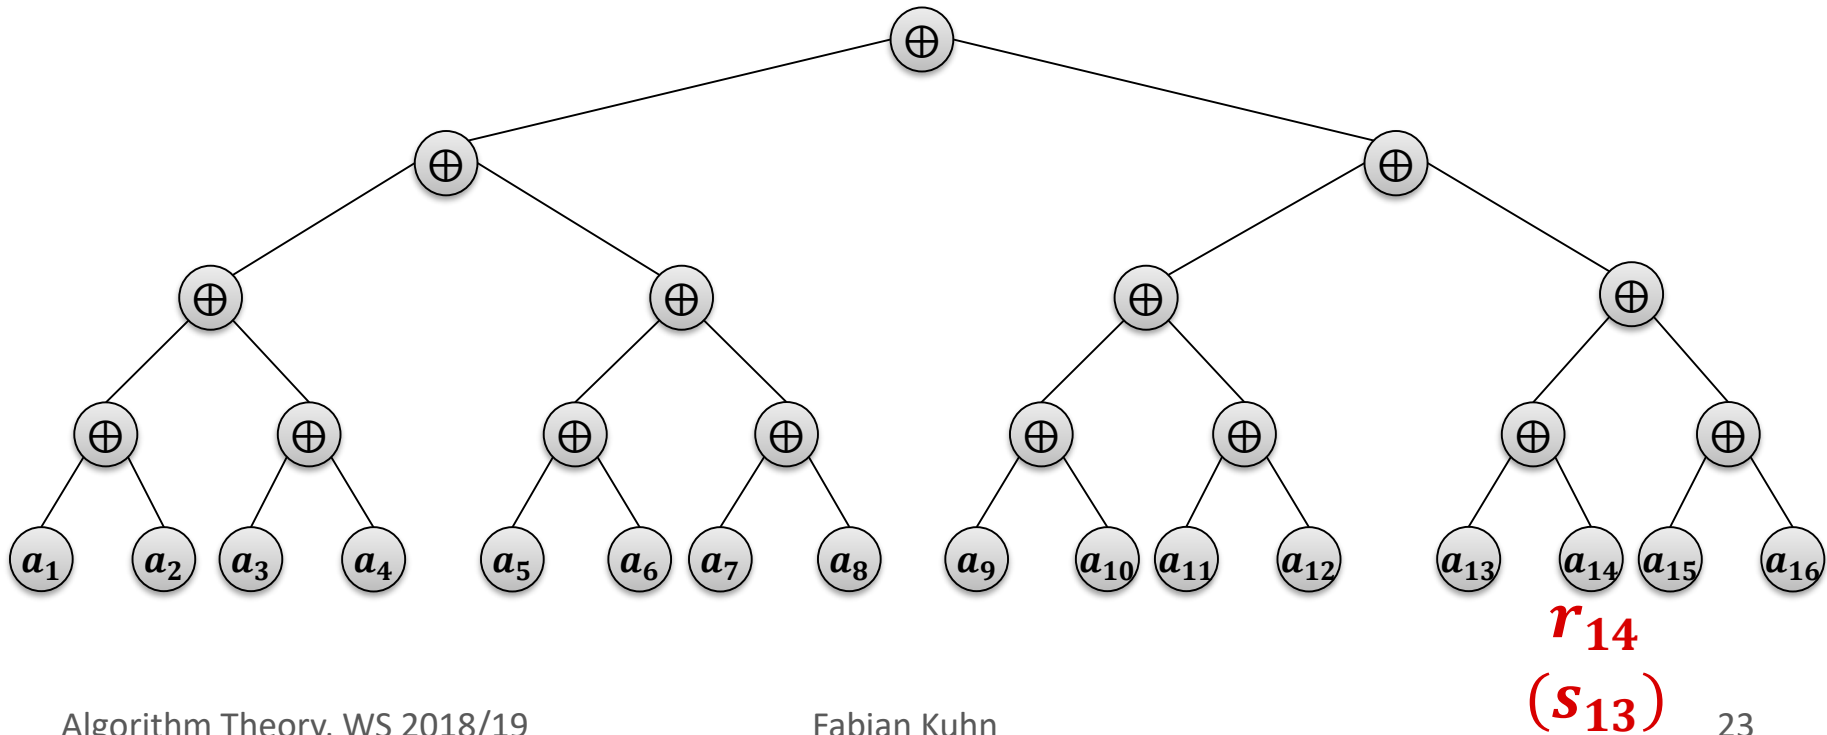 ⊕
⊕ ⊕
⊕ ⊕ ⊕ ⊕
⊕ ⊕ ⊕ ⊕ ⊕ ⊕ ⊕ ⊕
a₁ a₂ a₃ a₄ a₅ a₆ a₇ a₈ a₉ a₁₀ a₁₁ a₁₂ a₁₃ a₁₄ a₁₅ a₁₆
r₁₄
(s₁₃)
Algorithm Theory, WS 2018/19 Fabian Kuhn 23